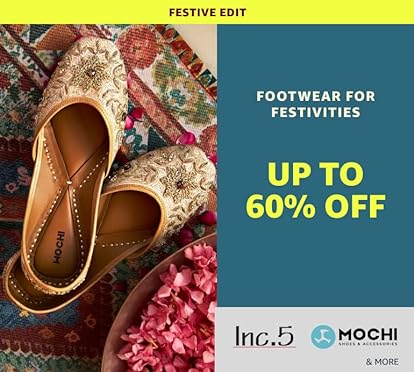 FESTIVE EDIT
FOOTWEAR FOR
FESTIVITIES
UP TO
60% OFF
MOCHI
Inc.5
MOCHI
SHOES & ACCESSORIES
& MORE